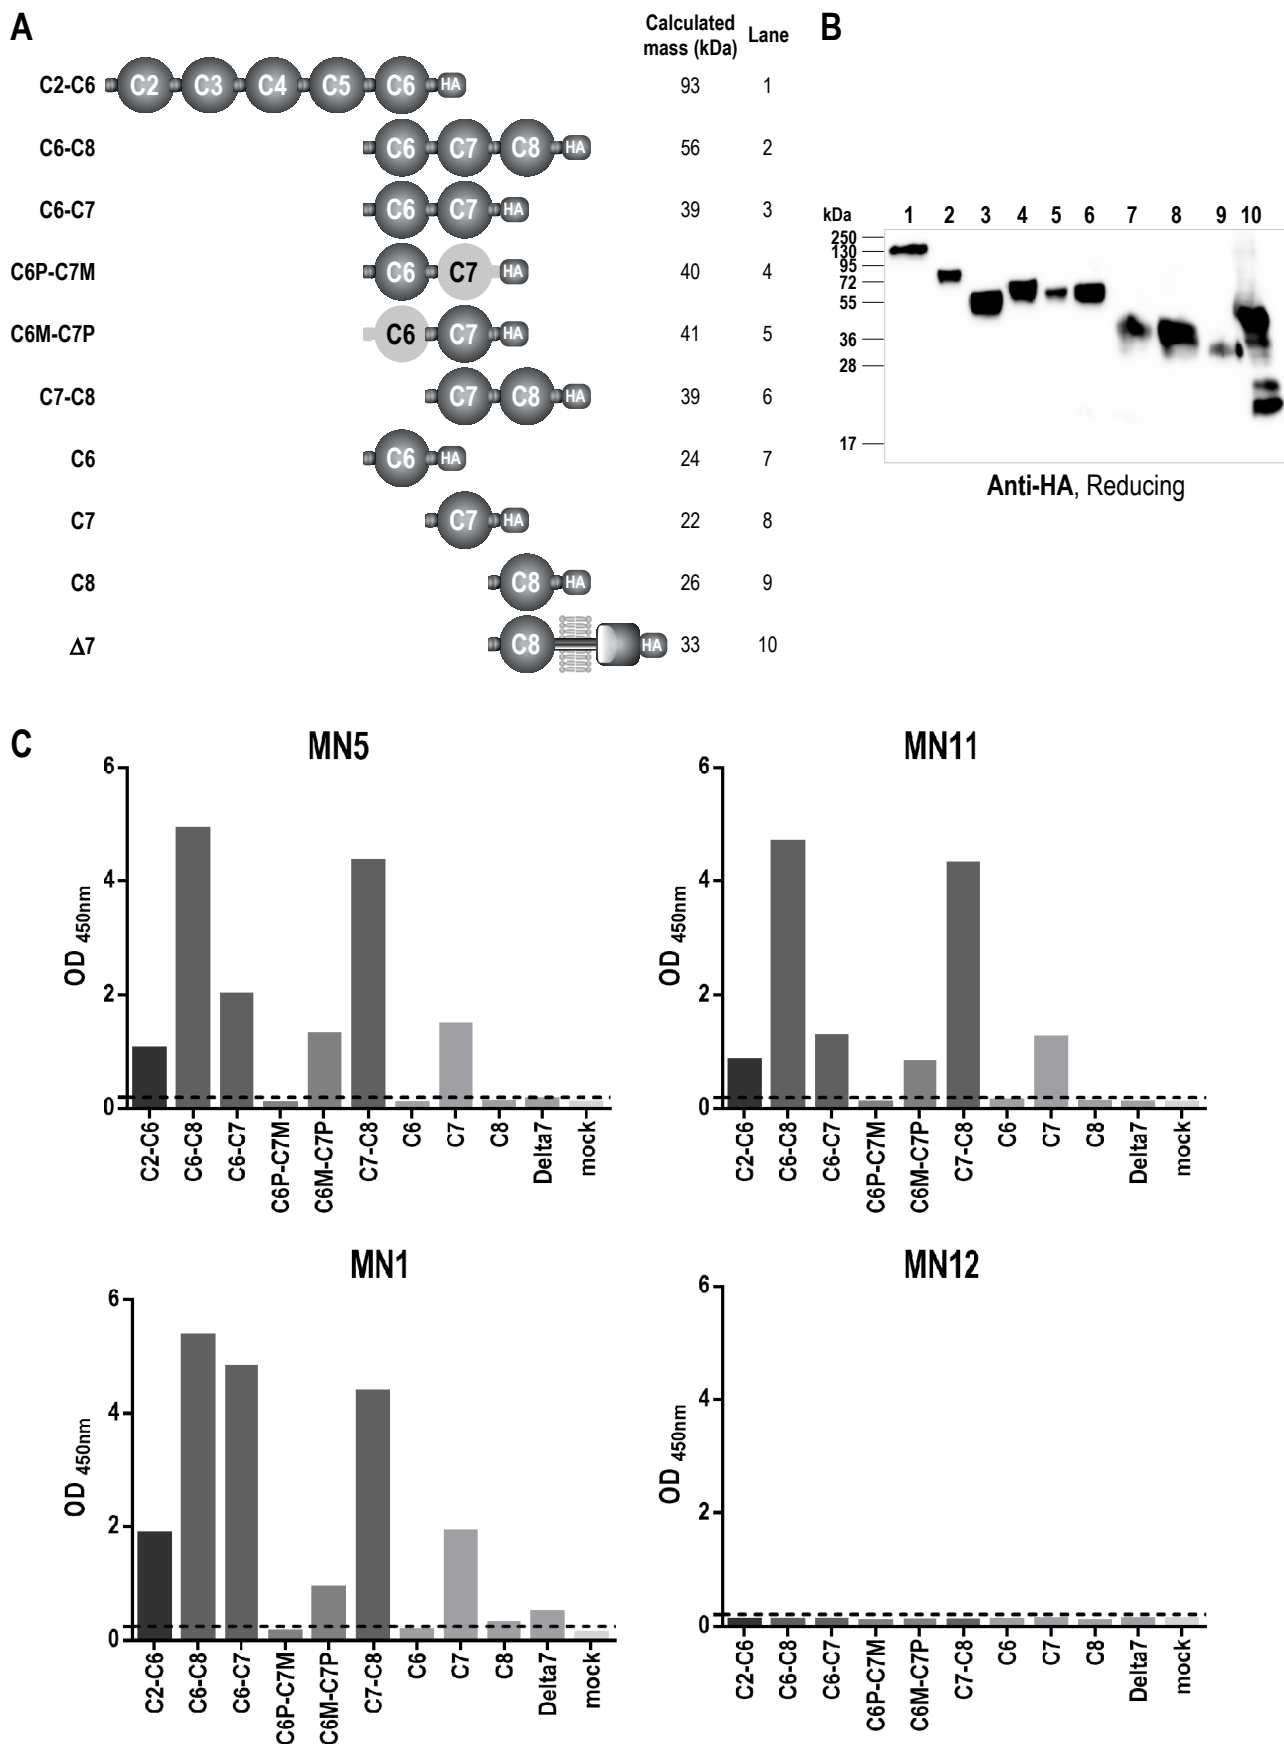 A
Calculated mass (kDa) Lane
C2-C6 C2 C3 C4 C5 C6 HA 93 1
C6-C8 C6 C7 C8 HA 56 2
C6-C7 C6 C7 HA 39 3
C6P-C7M C6 C7 HA 40 4
C6M-C7P C6 C7 HA 41 5
C7-C8 C7 C8 HA 39 6
C6 C6 HA 24 7
C7 C7 HA 22 8
C8 C8 HA 26 9
Δ7 C8 HA 33 10
B
kDa 1 2 3 4 5 6 7 8 9 10
250
130
95
72
55
36
28
17
Anti-HA, Reducing
C
MN5
OD 450nm
6
4
2
0
C2-C6 C6-C8 C6-C7 C6P-C7M C6M-C7P C7-C8 C6 C7 C8 Delta7 mock
MN11
OD 450nm
6
4
2
0
C2-C6 C6-C8 C6-C7 C6P-C7M C6M-C7P C7-C8 C6 C7 C8 Delta7 mock
MN1
OD 450nm
6
4
2
0
C2-C6 C6-C8 C6-C7 C6P-C7M C6M-C7P C7-C8 C6 C7 C8 Delta7 mock
MN12
OD 450nm
6
4
2
0
C2-C6 C6-C8 C6-C7 C6P-C7M C6M-C7P C7-C8 C6 C7 C8 Delta7 mock